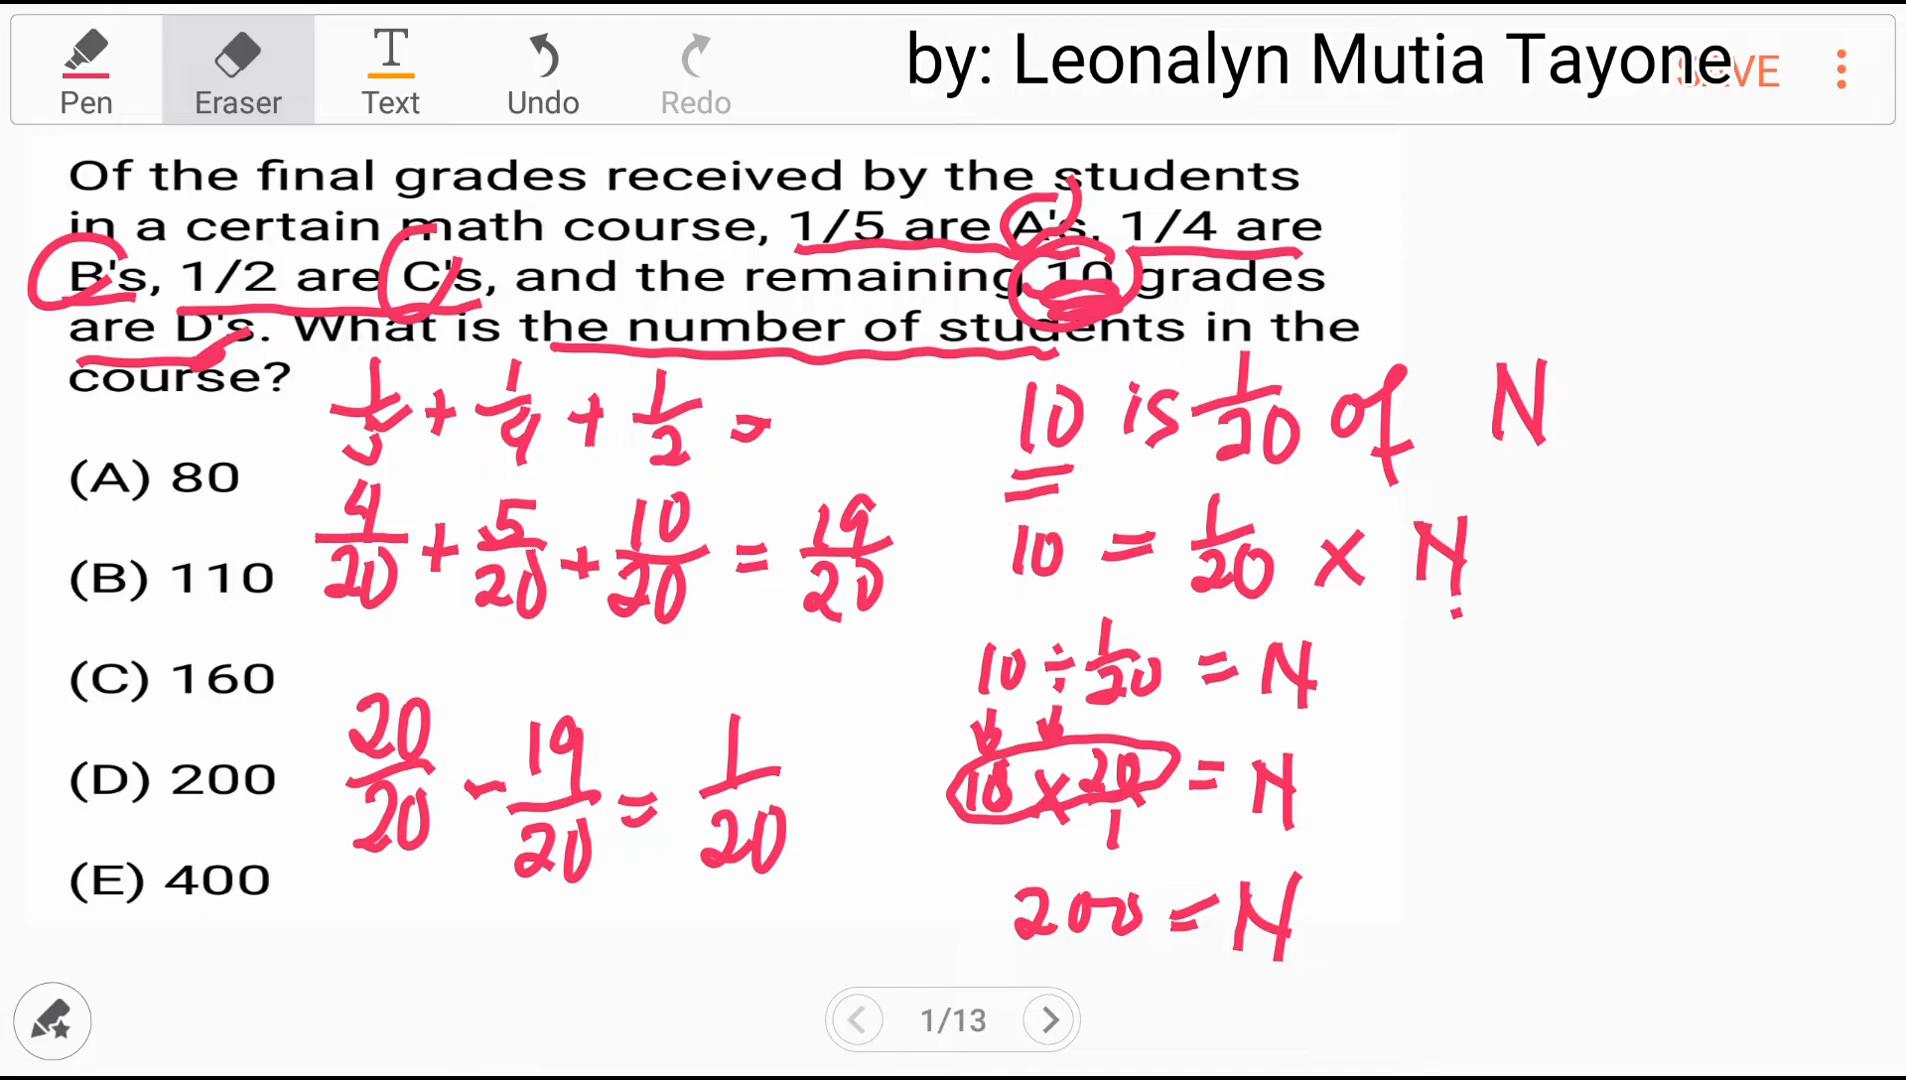 by: Leonalyn Mutia Tayone
Pen Eraser Text Undo Redo
Of the final grades received by the students
in a certain math course, 1/5 are A's, 1/4 are
B's, 1/2 are C's, and the remaining 10 grades
are D's. What is the number of students in the
course?
(A) 80
(B) 110
(C) 160
(D) 200
(E) 400
1/5 + 1/4 + 1/2 =
4/20 + 5/20 + 10/20 = 19/20
20/20 - 19/20 = 1/20
10 is 1/20 of N
10 = 1/20 × N
10 ÷ 1/20 = N
10 × 20/1 = N
200 = N
1/13